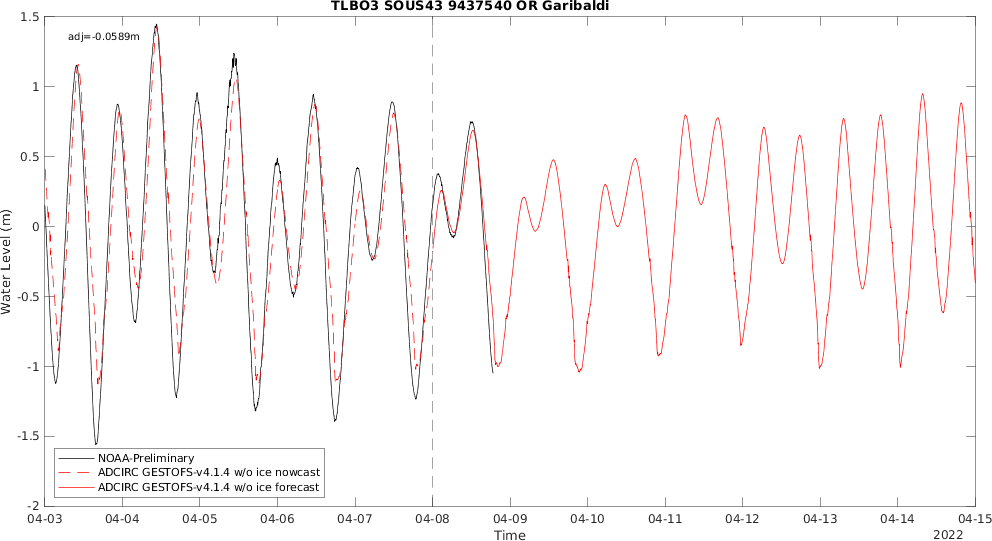 TLBO3 SOUS43 9437540 OR Garibaldi
adj=-0.0589m
1.5
1
0.5
0
-0.5
-1
-1.5
-2
Water Level (m)
NOAA-Preliminary
ADCIRC GESTOFS-v4.1.4 w/o ice nowcast
ADCIRC GESTOFS-v4.1.4 w/o ice forecast
04-03 04-04 04-05 04-06 04-07 04-08 04-09 04-10 04-11 04-12 04-13 04-14 04-15
Time
2022